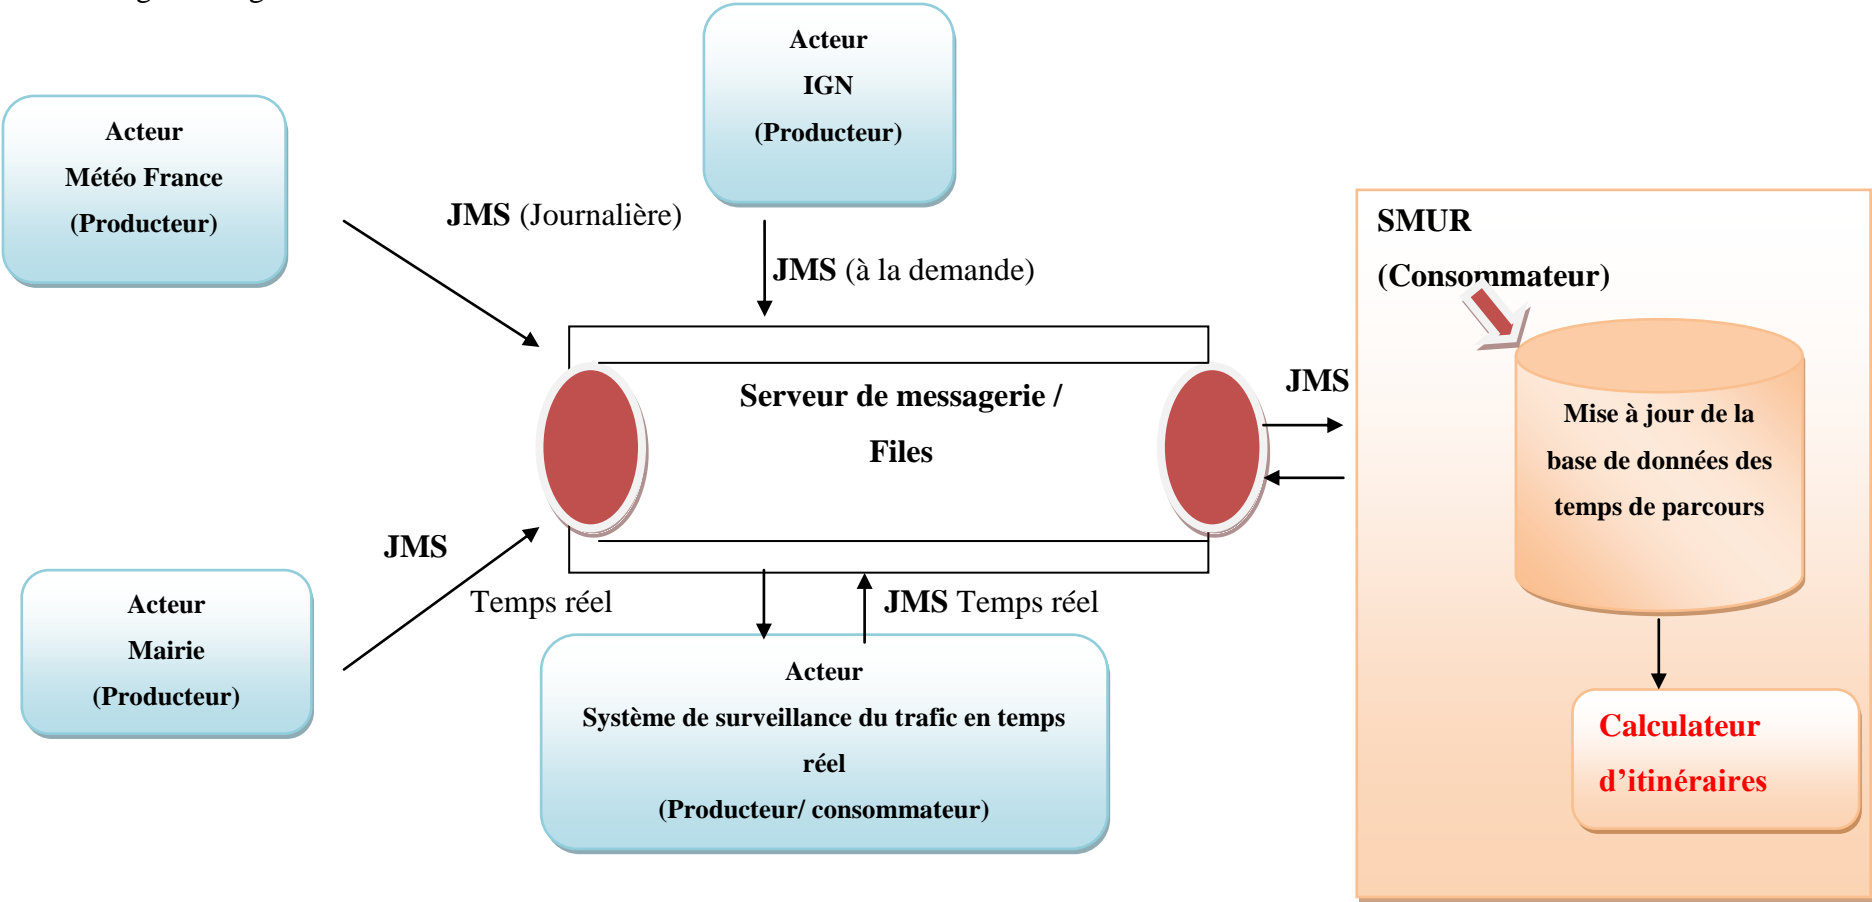 Acteur
IGN
(Producteur)
Acteur
Météo France
(Producteur)
JMS (Journalière)
JMS (à la demande)
SMUR
(Consommateur)
Serveur de messagerie /
Files
JMS
Mise à jour de la
base de données des
temps de parcours
JMS
Temps réel
JMS Temps réel
Acteur
Mairie
(Producteur)
Acteur
Système de surveillance du trafic en temps
réel
(Producteur/ consommateur)
Calculateur
d’itinéraires